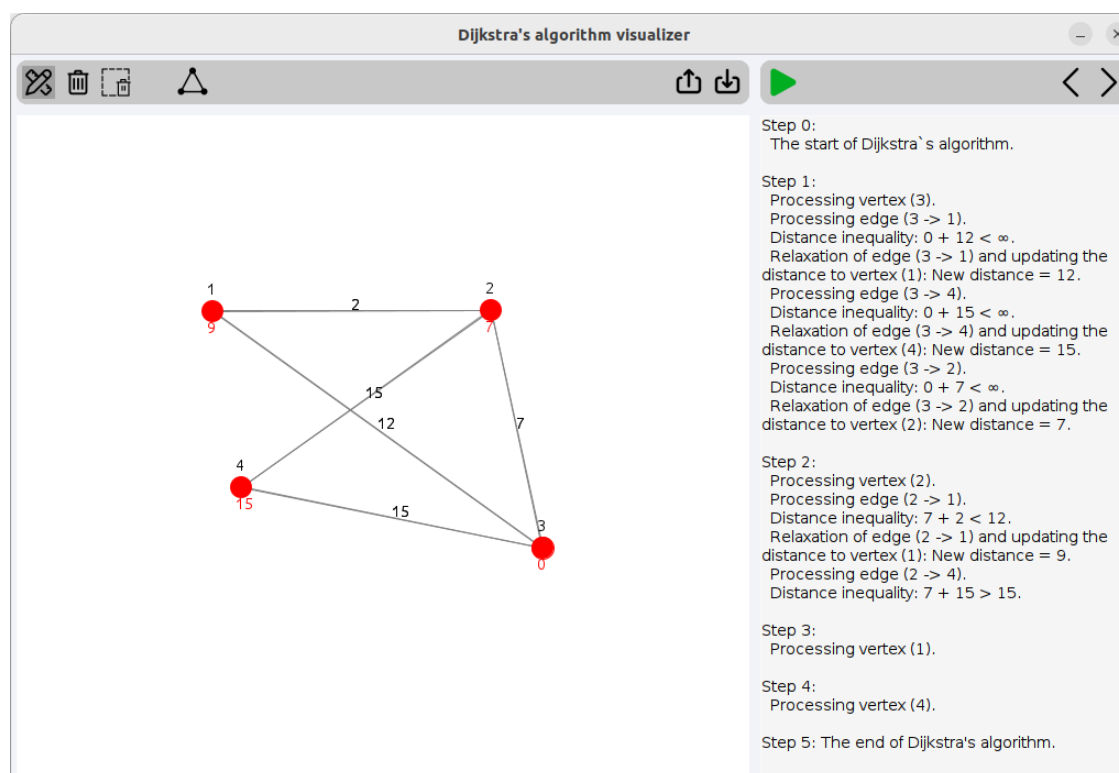 Dijkstra's algorithm visualizer
Step 0:
The start of Dijkstra`s algorithm.
Step 1:
Processing vertex (3).
Processing edge (3 -> 1).
Distance inequality: 0 + 12 < ∞.
Relaxation of edge (3 -> 1) and updating the
distance to vertex (1): New distance = 12.
Processing edge (3 -> 4).
Distance inequality: 0 + 15 < ∞.
Relaxation of edge (3 -> 4) and updating the
distance to vertex (4): New distance = 15.
Processing edge (3 -> 2).
Distance inequality: 0 + 7 < ∞.
Relaxation of edge (3 -> 2) and updating the
distance to vertex (2): New distance = 7.
Step 2:
Processing vertex (2).
Processing edge (2 -> 1).
Distance inequality: 7 + 2 < 12.
Relaxation of edge (2 -> 1) and updating the
distance to vertex (1): New distance = 9.
Processing edge (2 -> 4).
Distance inequality: 7 + 15 > 15.
Step 3:
Processing vertex (1).
Step 4:
Processing vertex (4).
Step 5: The end of Dijkstra's algorithm.
1
2
2
9
7
15
12
7
4
15
15
3
0